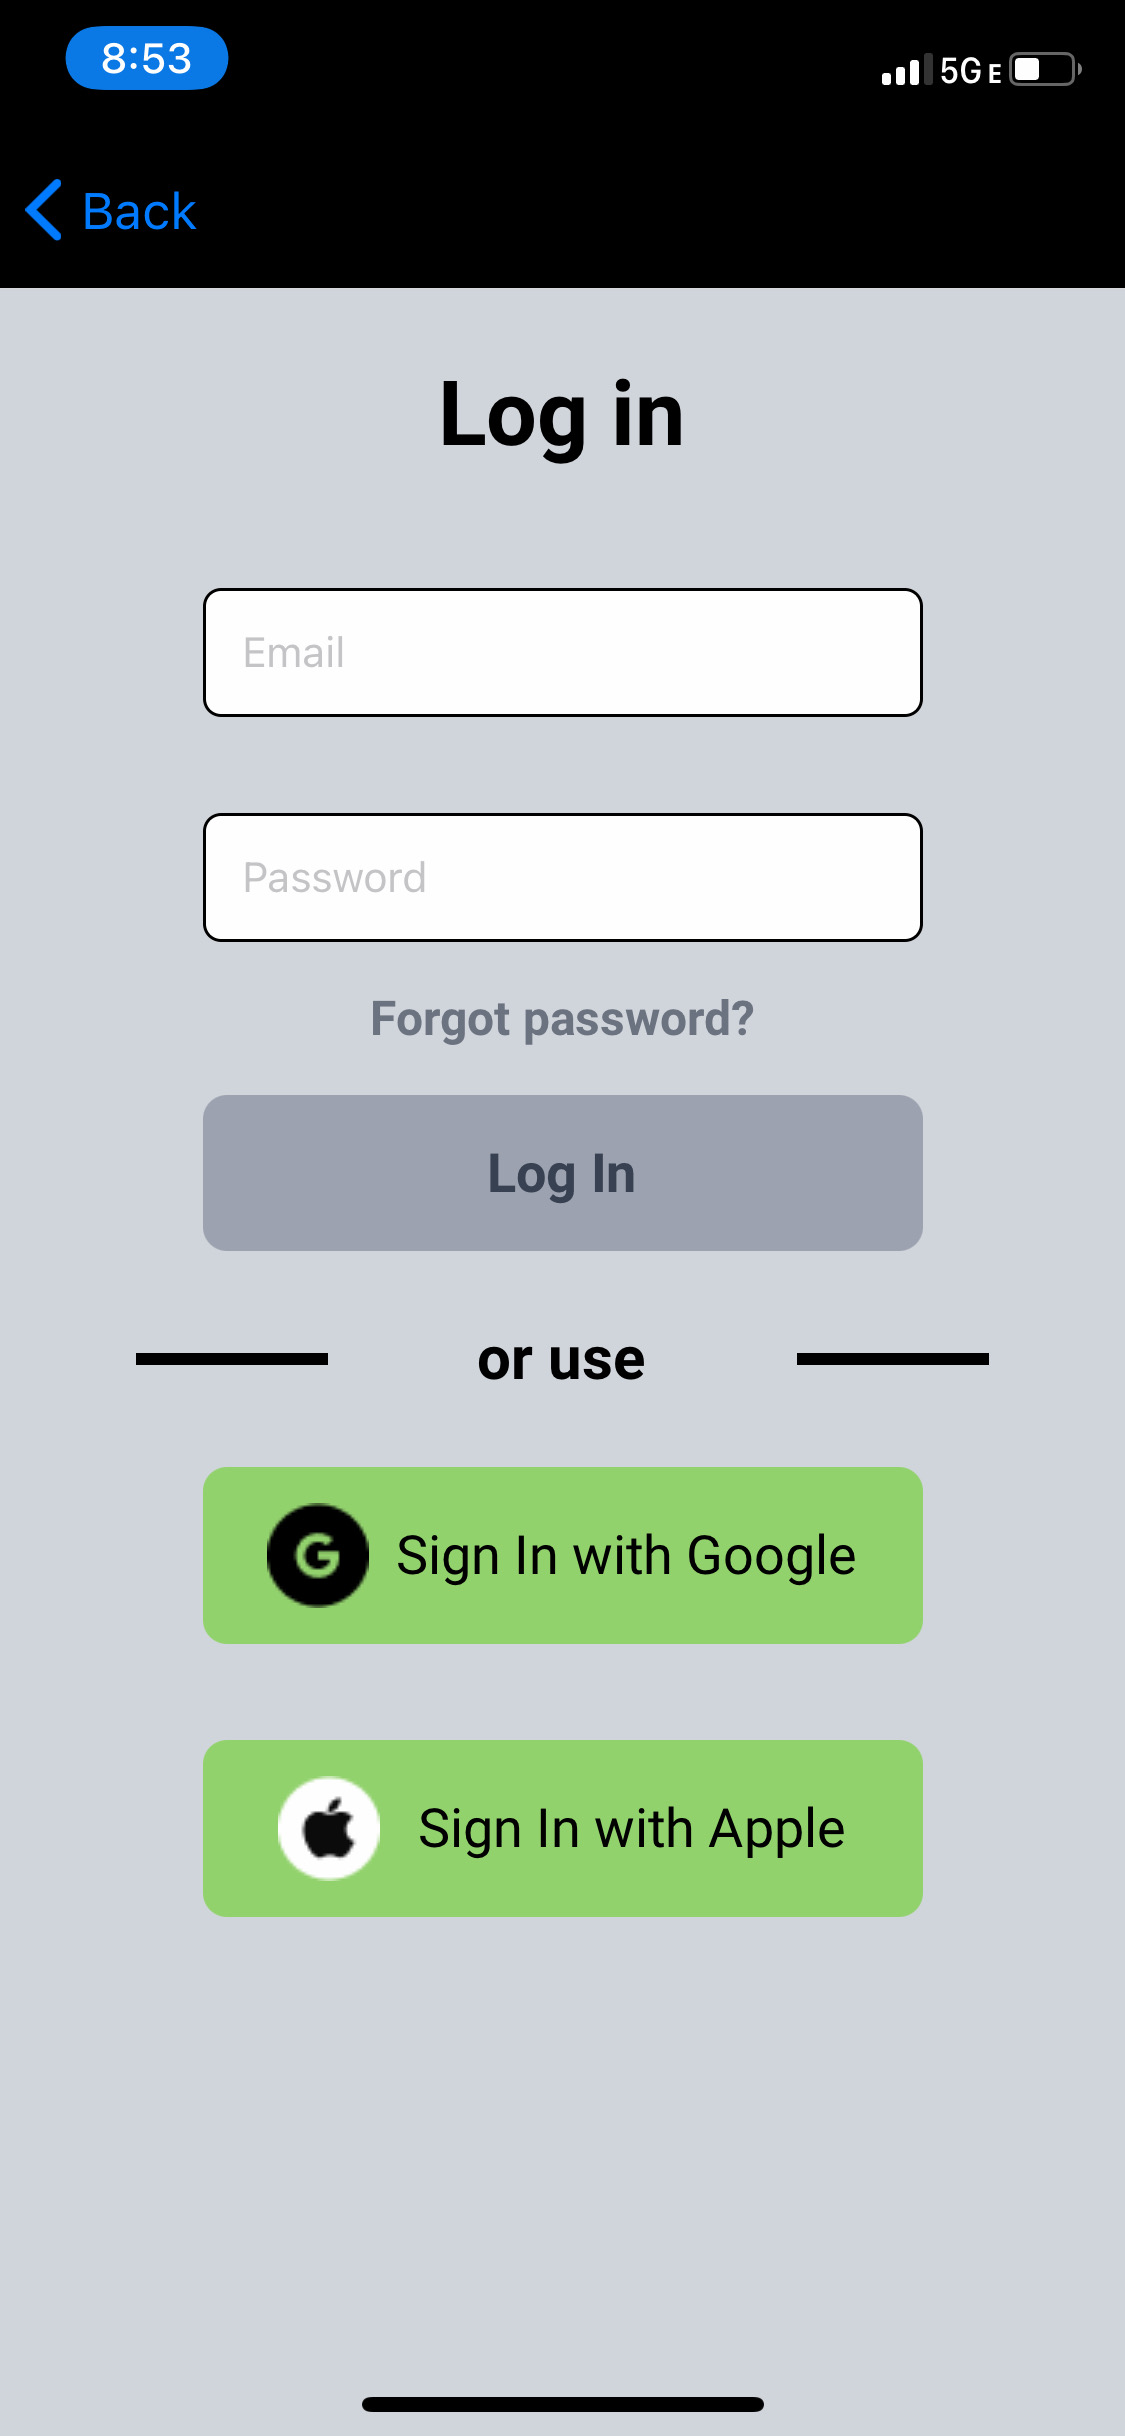 8:53
5G E
Back
Log in
Email
Password
Forgot password?
Log In
or use
G Sign In with Google
Sign In with Apple